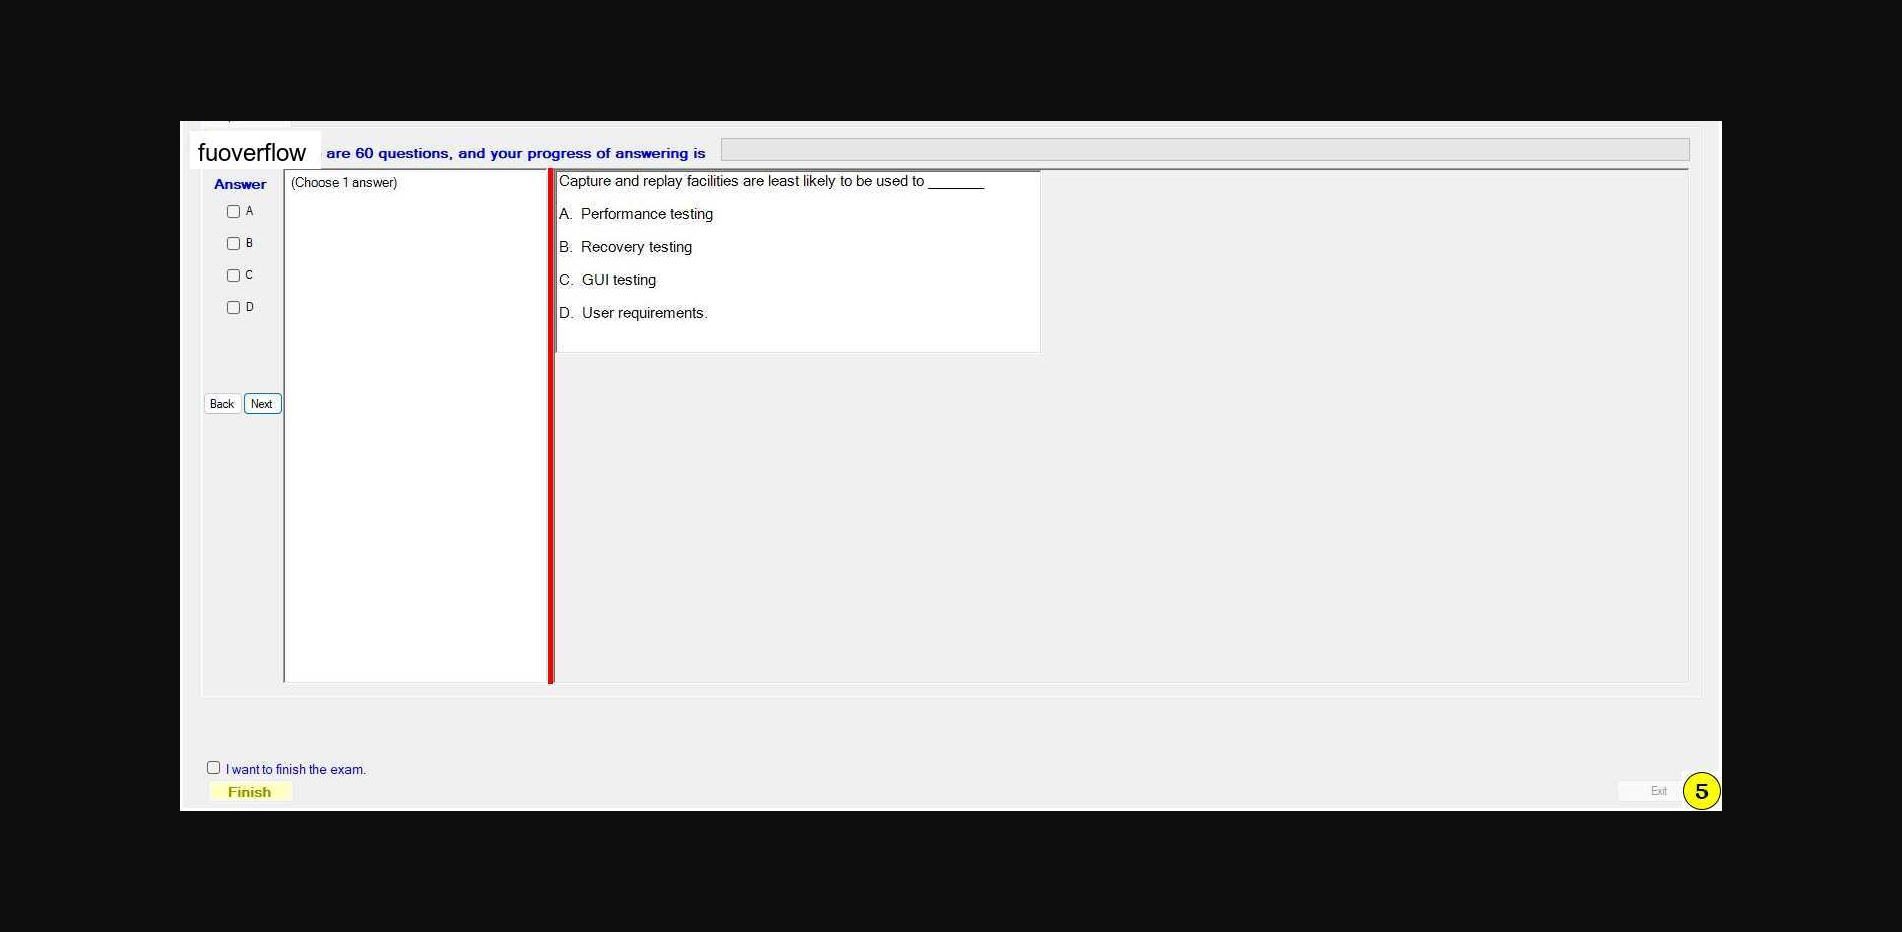 fuoverflow are 60 questions, and your progress of answering is
Answer
(Choose 1 answer)
A
B
C
D
Back Next
Capture and replay facilities are least likely to be used to _______
A. Performance testing
B. Recovery testing
C. GUI testing
D. User requirements.
I want to finish the exam.
Finish
Exit
5